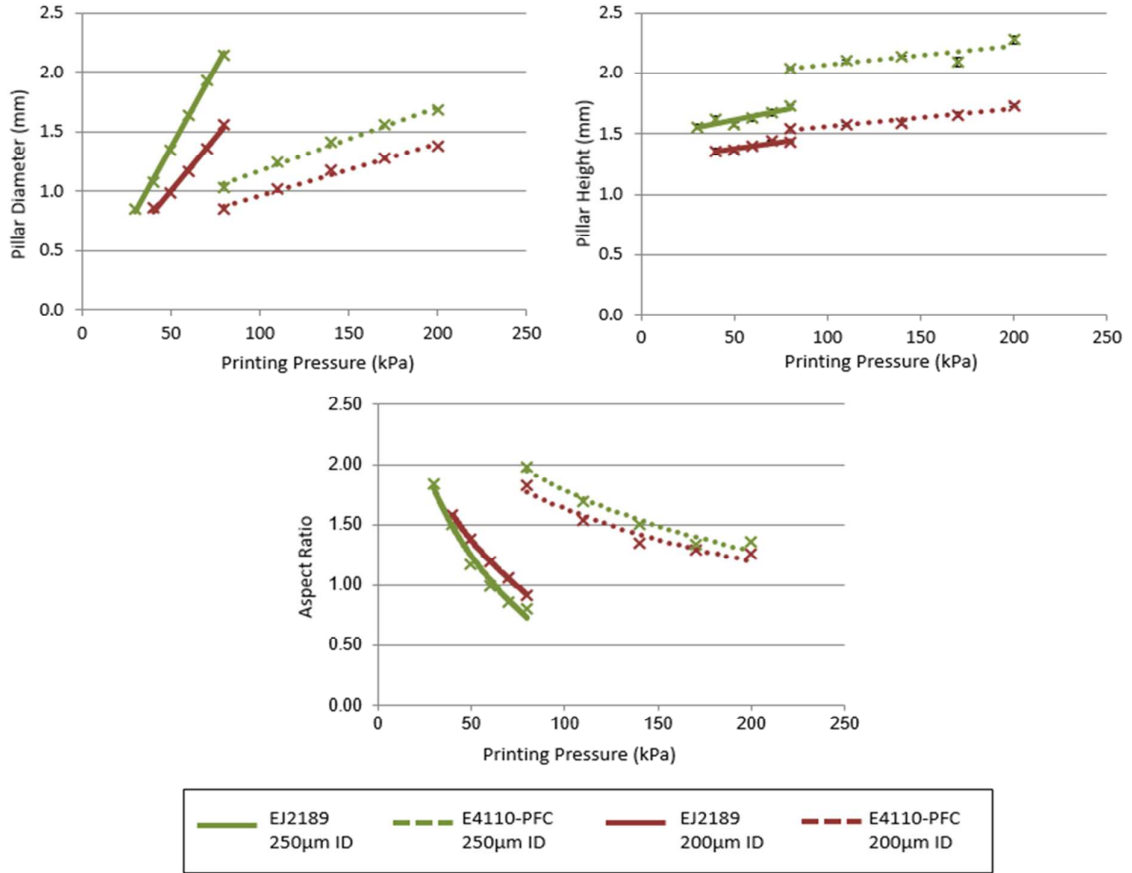 2.5
2.0
1.5
1.0
0.5
0.0
Pillar Diameter (mm)
0 50 100 150 200 250
Printing Pressure (kPa)
2.5
2.0
1.5
1.0
0.5
0.0
Pillar Height (mm)
0 50 100 150 200 250
Printing Pressure (kPa)
2.50
2.00
1.50
1.00
0.50
0.00
Aspect Ratio
0 50 100 150 200 250
Printing Pressure (kPa)
EJ2189 E4110-PFC EJ2189 E4110-PFC
250µm ID 250µm ID 200µm ID 200µm ID